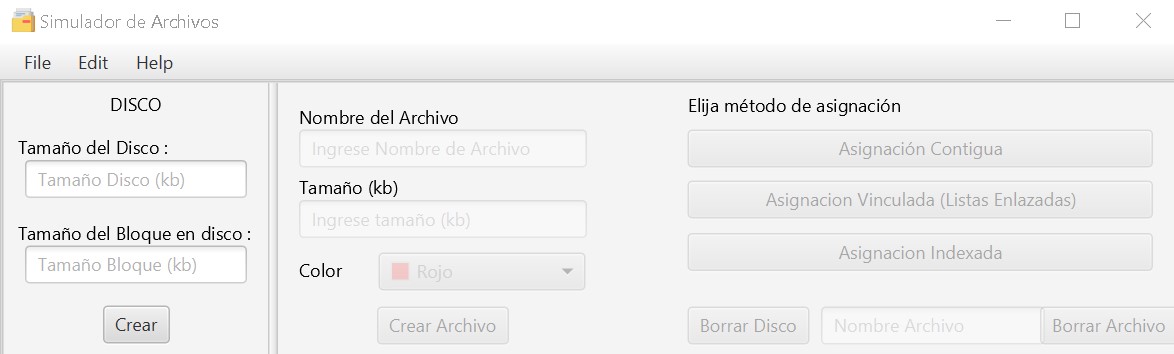 Simulador de Archivos
File Edit Help
DISCO
Tamaño del Disco :
Tamaño Disco (kb)
Tamaño del Bloque en disco :
Tamaño Bloque (kb)
Crear
Nombre del Archivo
Ingrese Nombre de Archivo
Tamaño (kb)
Ingrese tamaño (kb)
Color Rojo
Crear Archivo
Elija método de asignación
Asignación Contigua
Asignacion Vinculada (Listas Enlazadas)
Asignacion Indexada
Borrar Disco Nombre Archivo Borrar Archivo